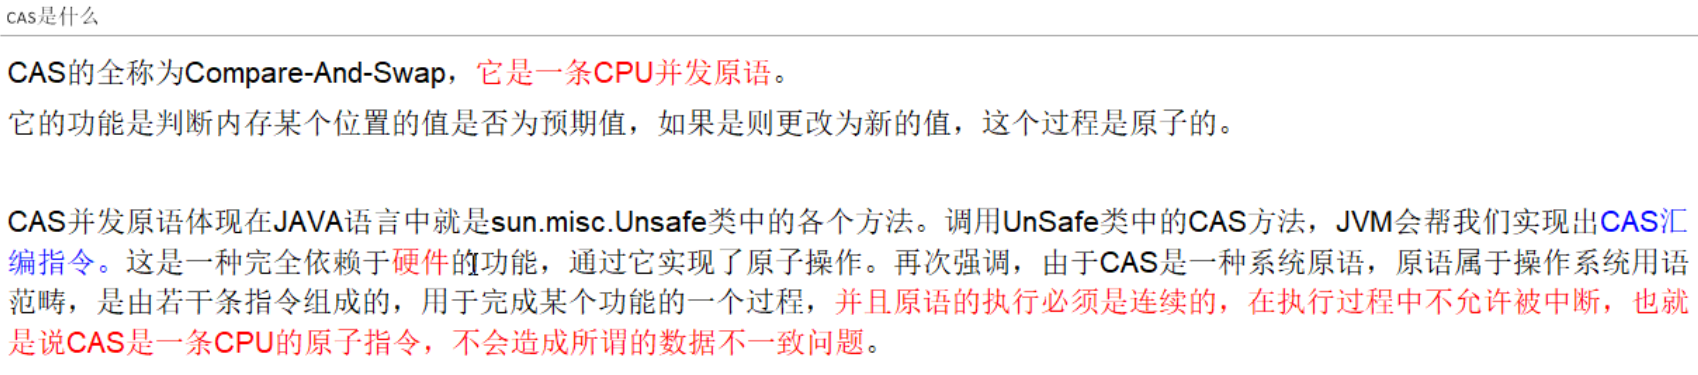 CAS是什么
CAS的全称为Compare-And-Swap，它是一条CPU并发原语。
它的功能是判断内存某个位置的值是否为预期值，如果是则更改为新的值，这个过程是原子的。
CAS并发原语体现在JAVA语言中就是sun.misc.Unsafe类中的各个方法。调用UnSafe类中的CAS方法，JVM会帮我们实现出CAS汇
编指令。这是一种完全依赖于硬件的功能，通过它实现了原子操作。再次强调，由于CAS是一种系统原语，原语属于操作系统用语
范畴，是由若干条指令组成的，用于完成某个功能的一个过程，并且原语的执行必须是连续的，在执行过程中不允许被中断，也就
是说CAS是一条CPU的原子指令，不会造成所谓的数据不一致问题。